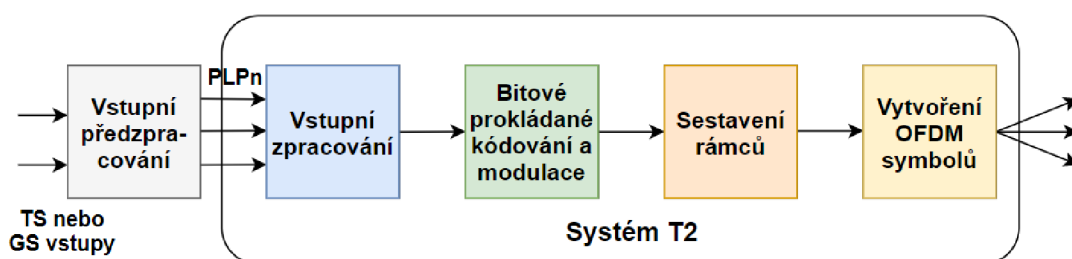 PLPn
Vstupní
předzpra-
cování
Vstupní
zpracování
Bitové
prokládané
kódování a
modulace
Sestavení
rámců
Vytvoření
OFDM
symbolů
TS nebo
GS vstupy
Systém T2